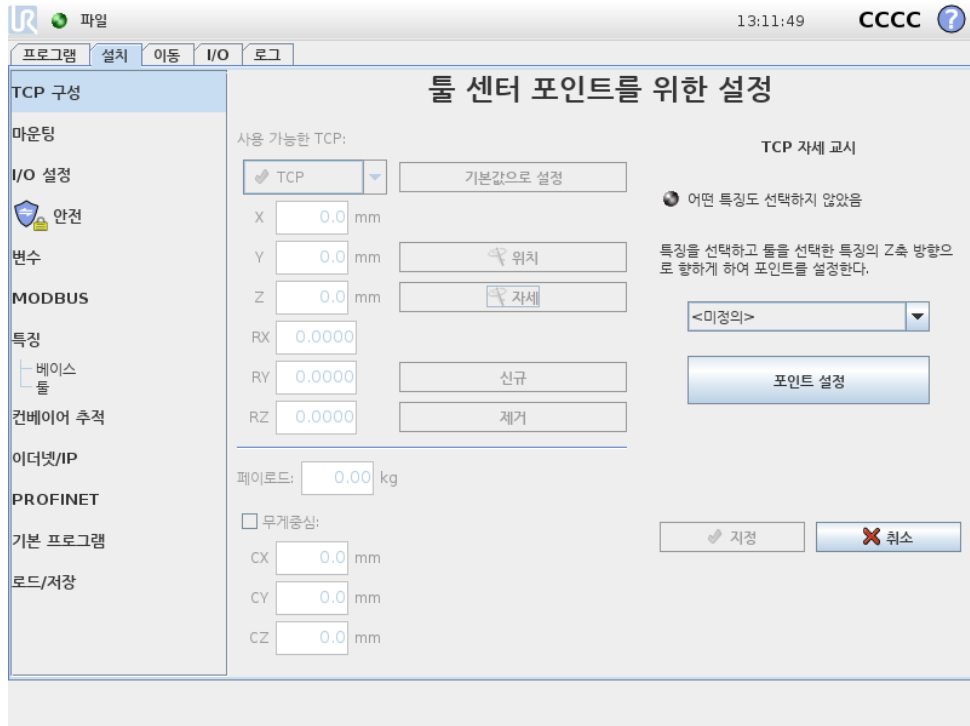 UR 파일 13:11:49 CCCC ?
프로그램 설치 이동 I/O 로그
TCP 구성
마운팅
I/O 설정
안전
변수
MODBUS
특징
베이스
툴
컨베이어 추적
이더넷/IP
PROFINET
기본 프로그램
로드/저장
툴 센터 포인트를 위한 설정
사용 가능한 TCP:
TCP 기본값으로 설정
X 0.0 mm
Y 0.0 mm 위치
Z 0.0 mm 자세
RX 0.0000
RY 0.0000 신규
RZ 0.0000 제거
페이로드: 0.00 kg
무게중심:
CX 0.0 mm
CY 0.0 mm
CZ 0.0 mm
TCP 자세 교시
어떤 특징도 선택하지 않았음
특징을 선택하고 툴을 선택한 특징의 Z축 방향으
로 향하게 하여 포인트를 설정한다.
<미정의>
포인트 설정
지정 취소